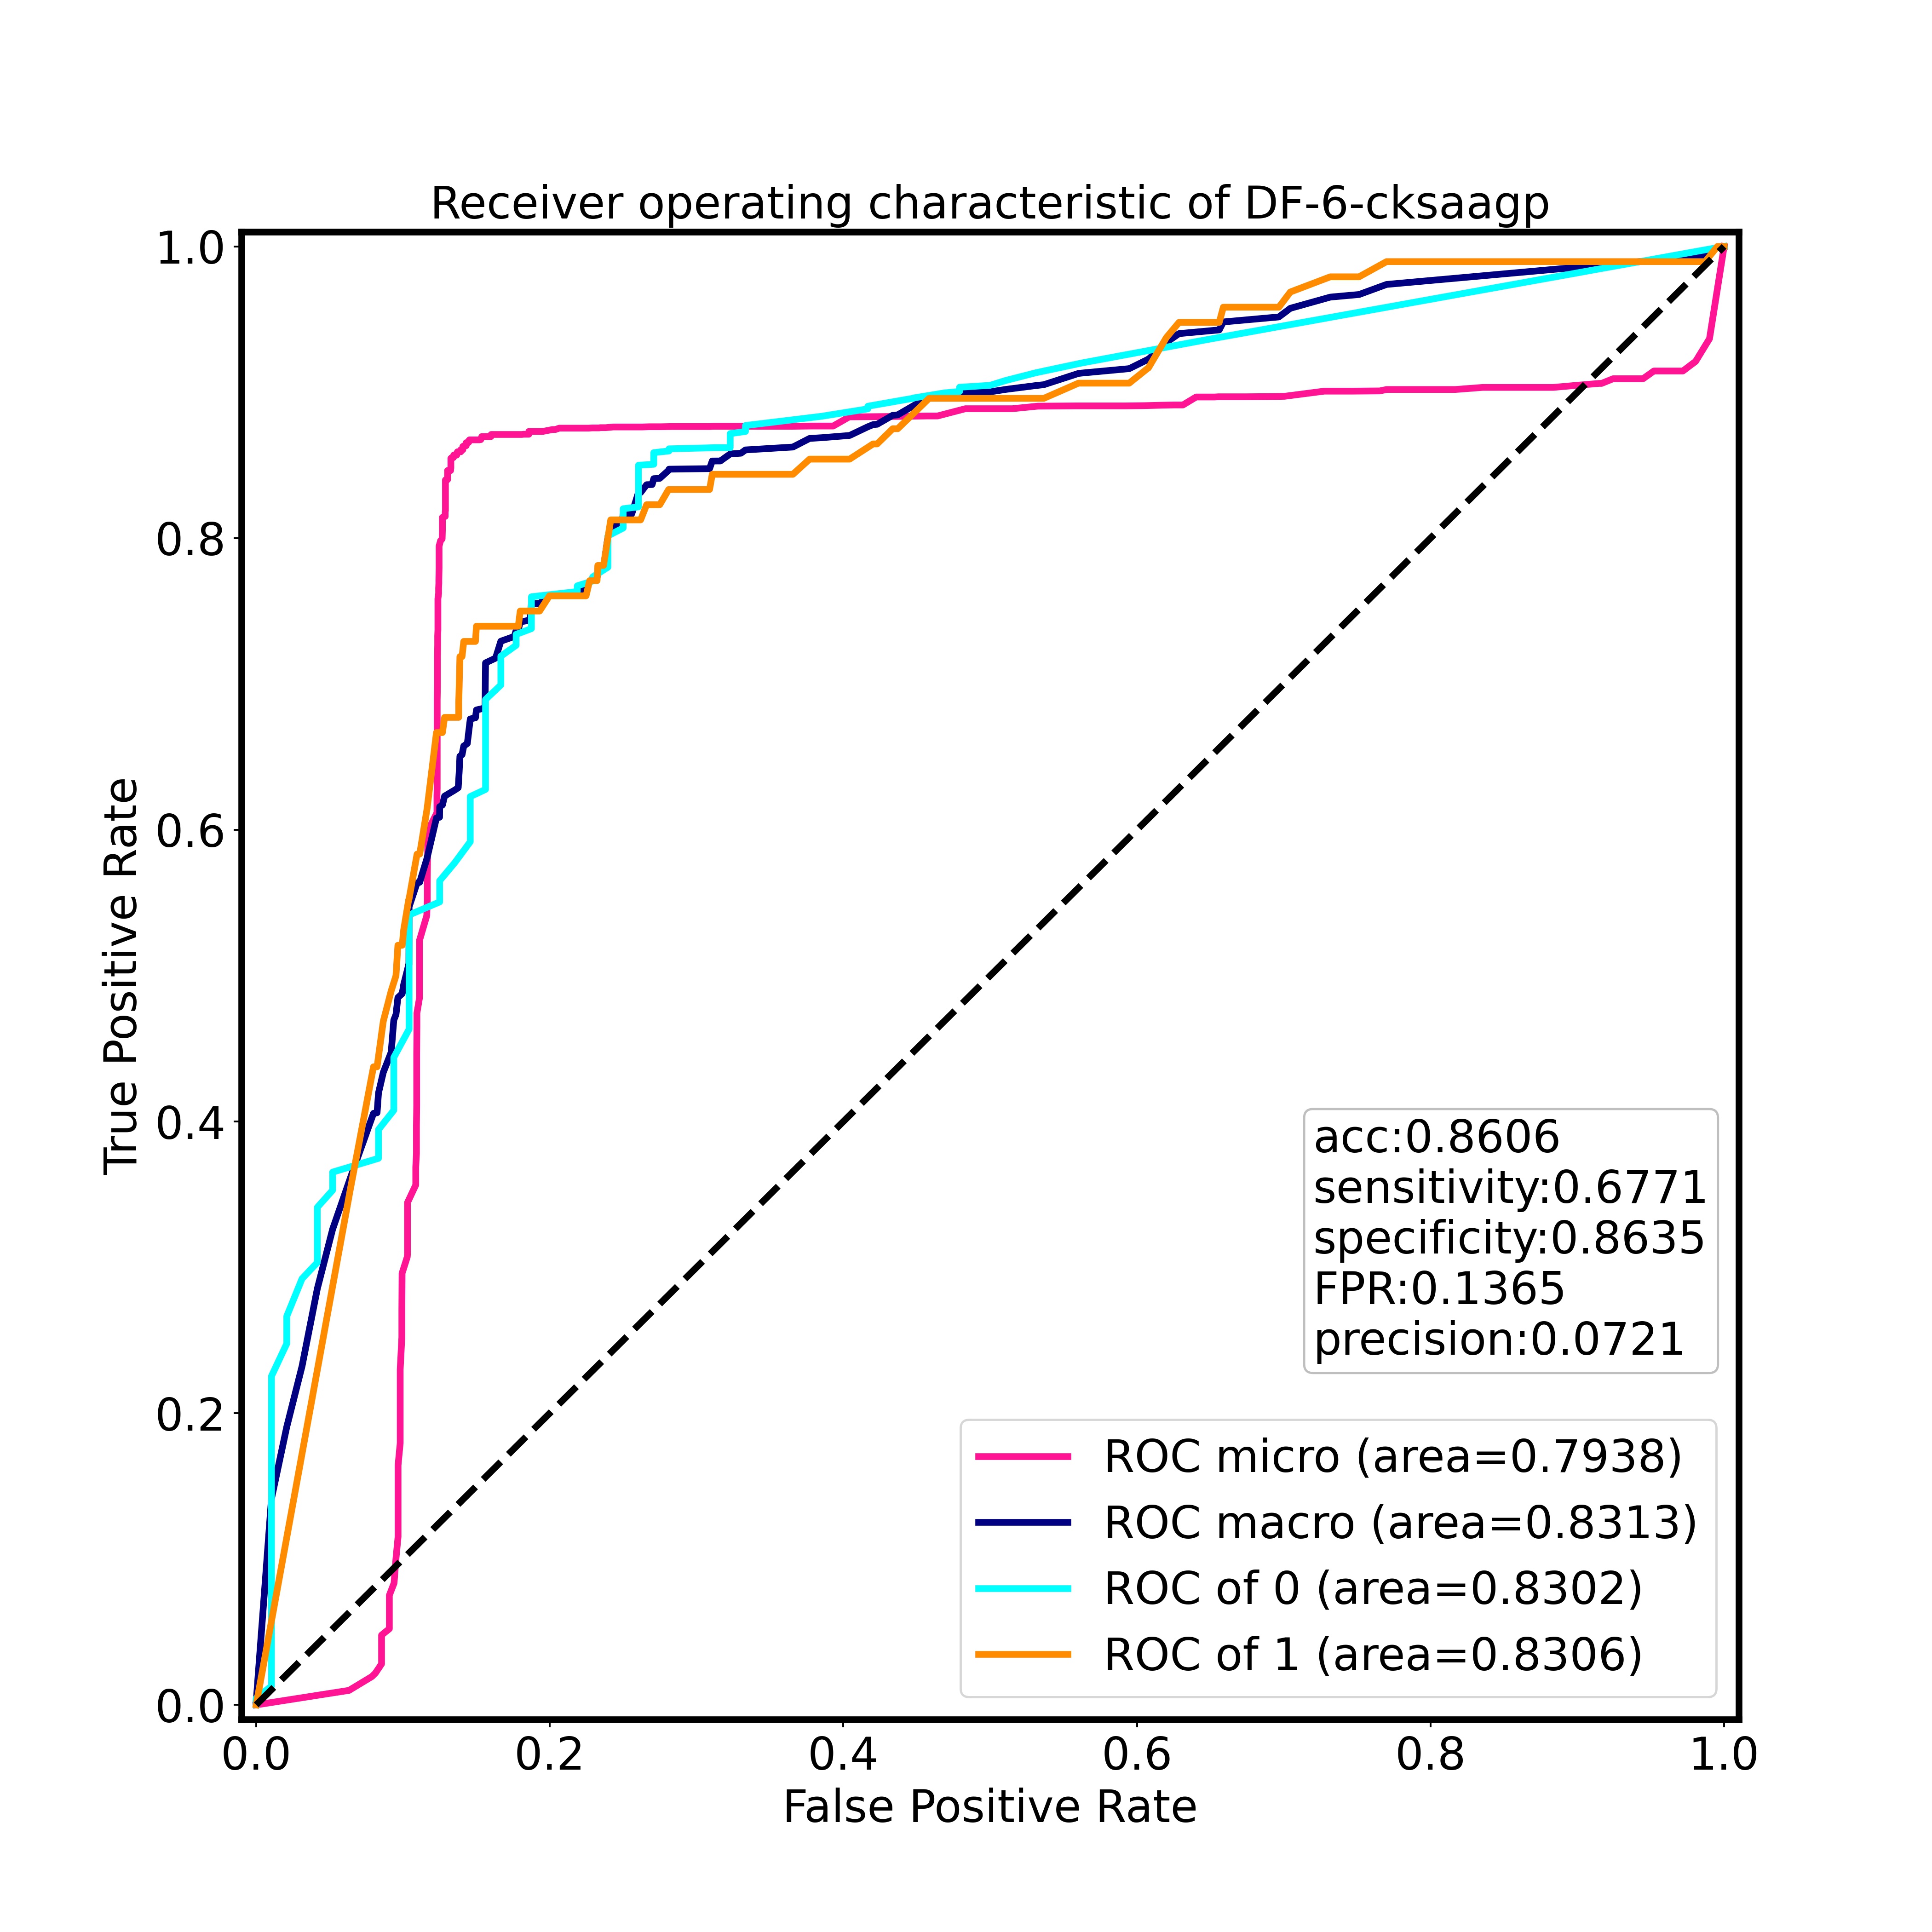 Receiver operating characteristic of DF-6-cksaagp
1.0
0.8
0.6
0.4
0.2
0.0
True Positive Rate
acc:0.8606
sensitivity:0.6771
specificity:0.8635
FPR:0.1365
precision:0.0721
ROC micro (area=0.7938)
ROC macro (area=0.8313)
ROC of 0 (area=0.8302)
ROC of 1 (area=0.8306)
0.0 0.2 0.4 0.6 0.8 1.0
False Positive Rate